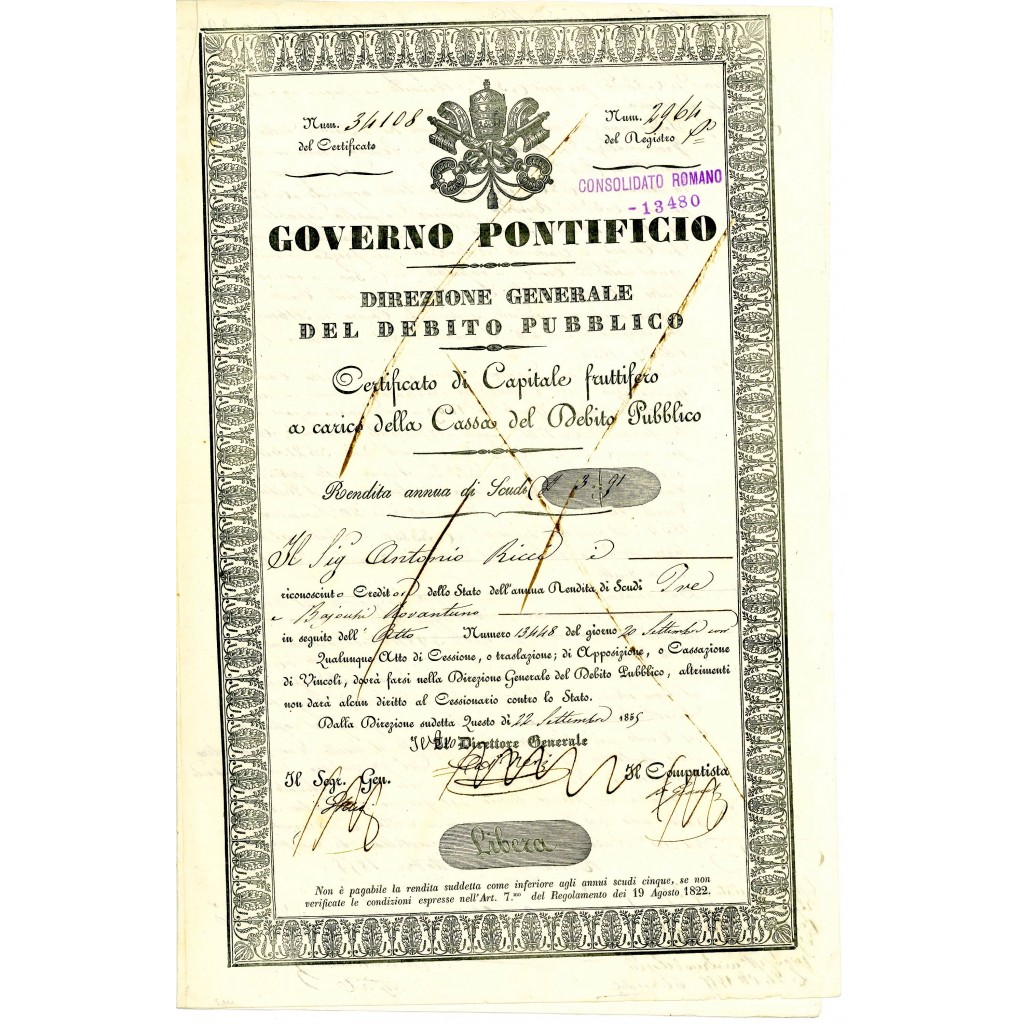 Num. 34108
del Certificato
Num. 2964
del Registro
CONSOLIDATO ROMANO
-13480
GOVERNO PONTIFICIO
DIREZIONE GENERALE
DEL DEBITO PUBBLICO
Certificato di Capitale fruttifero
a carico della Cassa del Debito Pubblico
Rendita annua di Scudi 3 91
Il Sig Antonio Ricci è
riconosciuto Creditore dello Stato dell'annua Rendita di Scudi Tre
e Bajocchi Novantuno
in seguito dell' Atto Numero 13448 del giorno 20 Settembre
Qualunque Atto di Cessione, o traslazione; di Apposizione, o Cassazione
di Vincoli, dovrà farsi nella Direzione Generale del Debito Pubblico, altrimenti
non darà alcun diritto al Cessionario contro lo Stato.
Dalla Direzione sudetta Questo dì 22 Settembre
Il Direttore Generale
Il Segr. Gen.
Il Computista
Libera
Non è pagabile la rendita suddetta come inferiore agli annui scudi cinque, se non
verificate le condizioni espresse nell'Art. 7.mo del Regolamento dei 19 Agosto 1822.